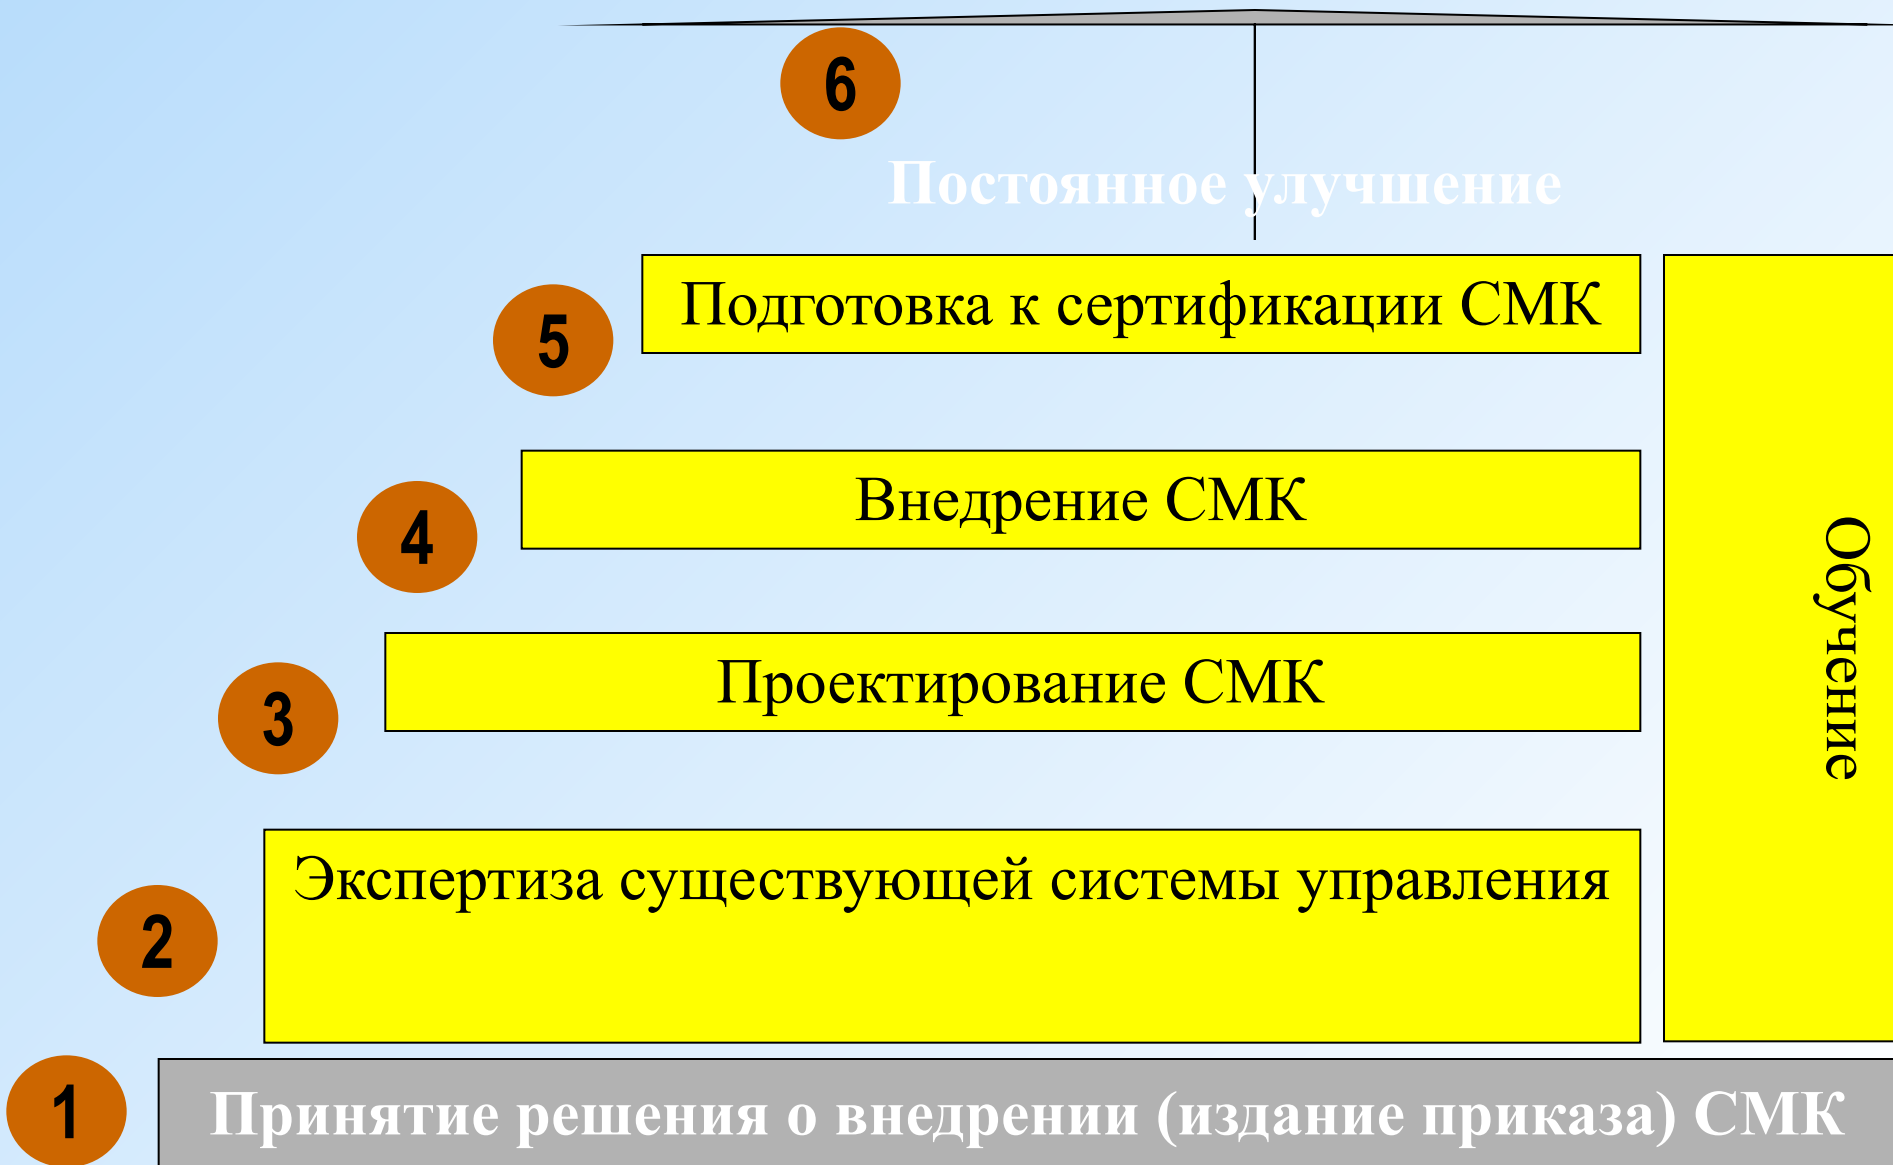 6
Постоянное улучшение
5
Подготовка к сертификации СМК
4
Внедрение СМК
3
Проектирование СМК
2
Экспертиза существующей системы управления
1
Принятие решения о внедрении (издание приказа) СМК
Обучение